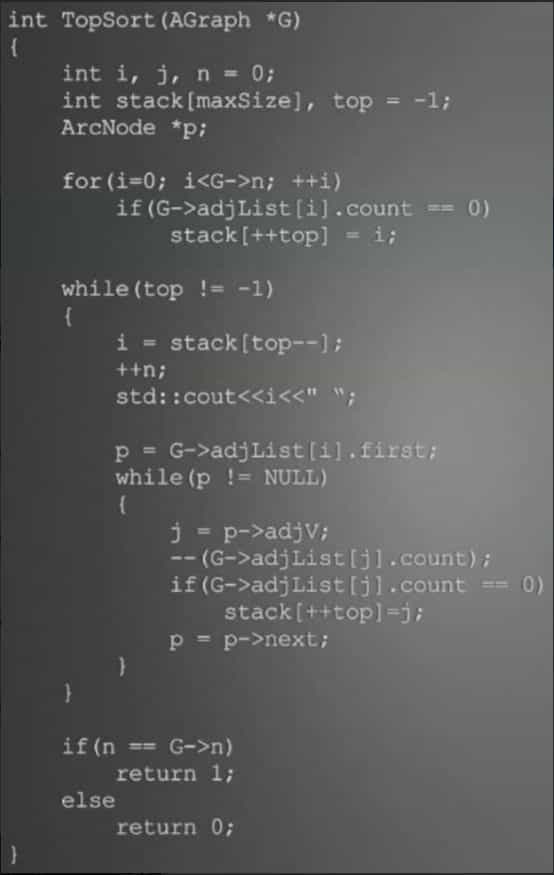 int TopSort(AGraph *G)
{
    int i, j, n = 0;
    int stack[maxSize], top = -1;
    ArcNode *p;

    for(i=0; i<G->n; ++i)
        if(G->adjList[i].count == 0)
            stack[++top] = i;

    while(top != -1)
    {
        i = stack[top--];
        ++n;
        std::cout<<i<<" “;

        p = G->adjList[i].first;
        while(p != NULL)
        {
            j = p->adjV;
            --(G->adjList[j].count);
            if(G->adjList[j].count == 0)
                stack[++top]=j;
            p = p->next;
        }
    }

    if(n == G->n)
        return 1;
    else
        return 0;
}